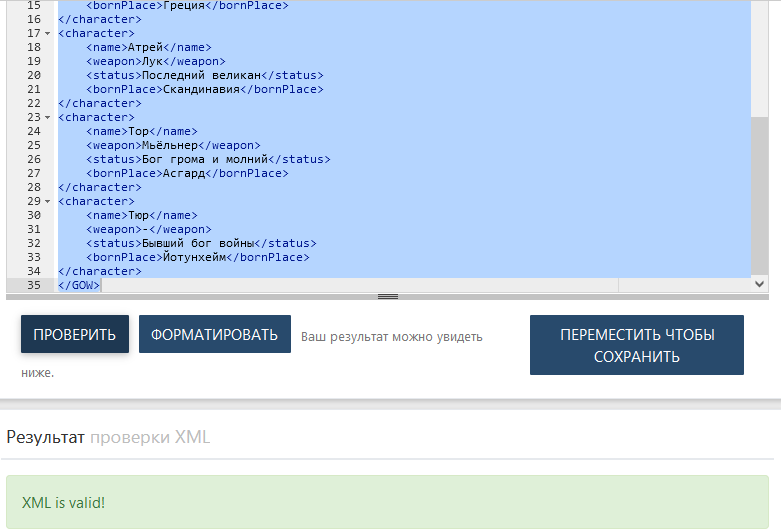 15 <bornPlace>Греция</bornPlace>
16 </character>
17 <character>
18 <name>Атрей</name>
19 <weapon>Лук</weapon>
20 <status>Последний великан</status>
21 <bornPlace>Скандинавия</bornPlace>
22 </character>
23 <character>
24 <name>Тор</name>
25 <weapon>Мьёльнер</weapon>
26 <status>Бог грома и молний</status>
27 <bornPlace>Асгард</bornPlace>
28 </character>
29 <character>
30 <name>Тюр</name>
31 <weapon>-</weapon>
32 <status>Бывший бог войны</status>
33 <bornPlace>Йотунхейм</bornPlace>
34 </character>
35 </GOW>
ПРОВЕРИТЬ ФОРМАТИРОВАТЬ Ваш результат можно увидеть
ниже.
ПЕРЕМЕСТИТЬ ЧТОБЫ
СОХРАНИТЬ
Результат проверки XML
XML is valid!